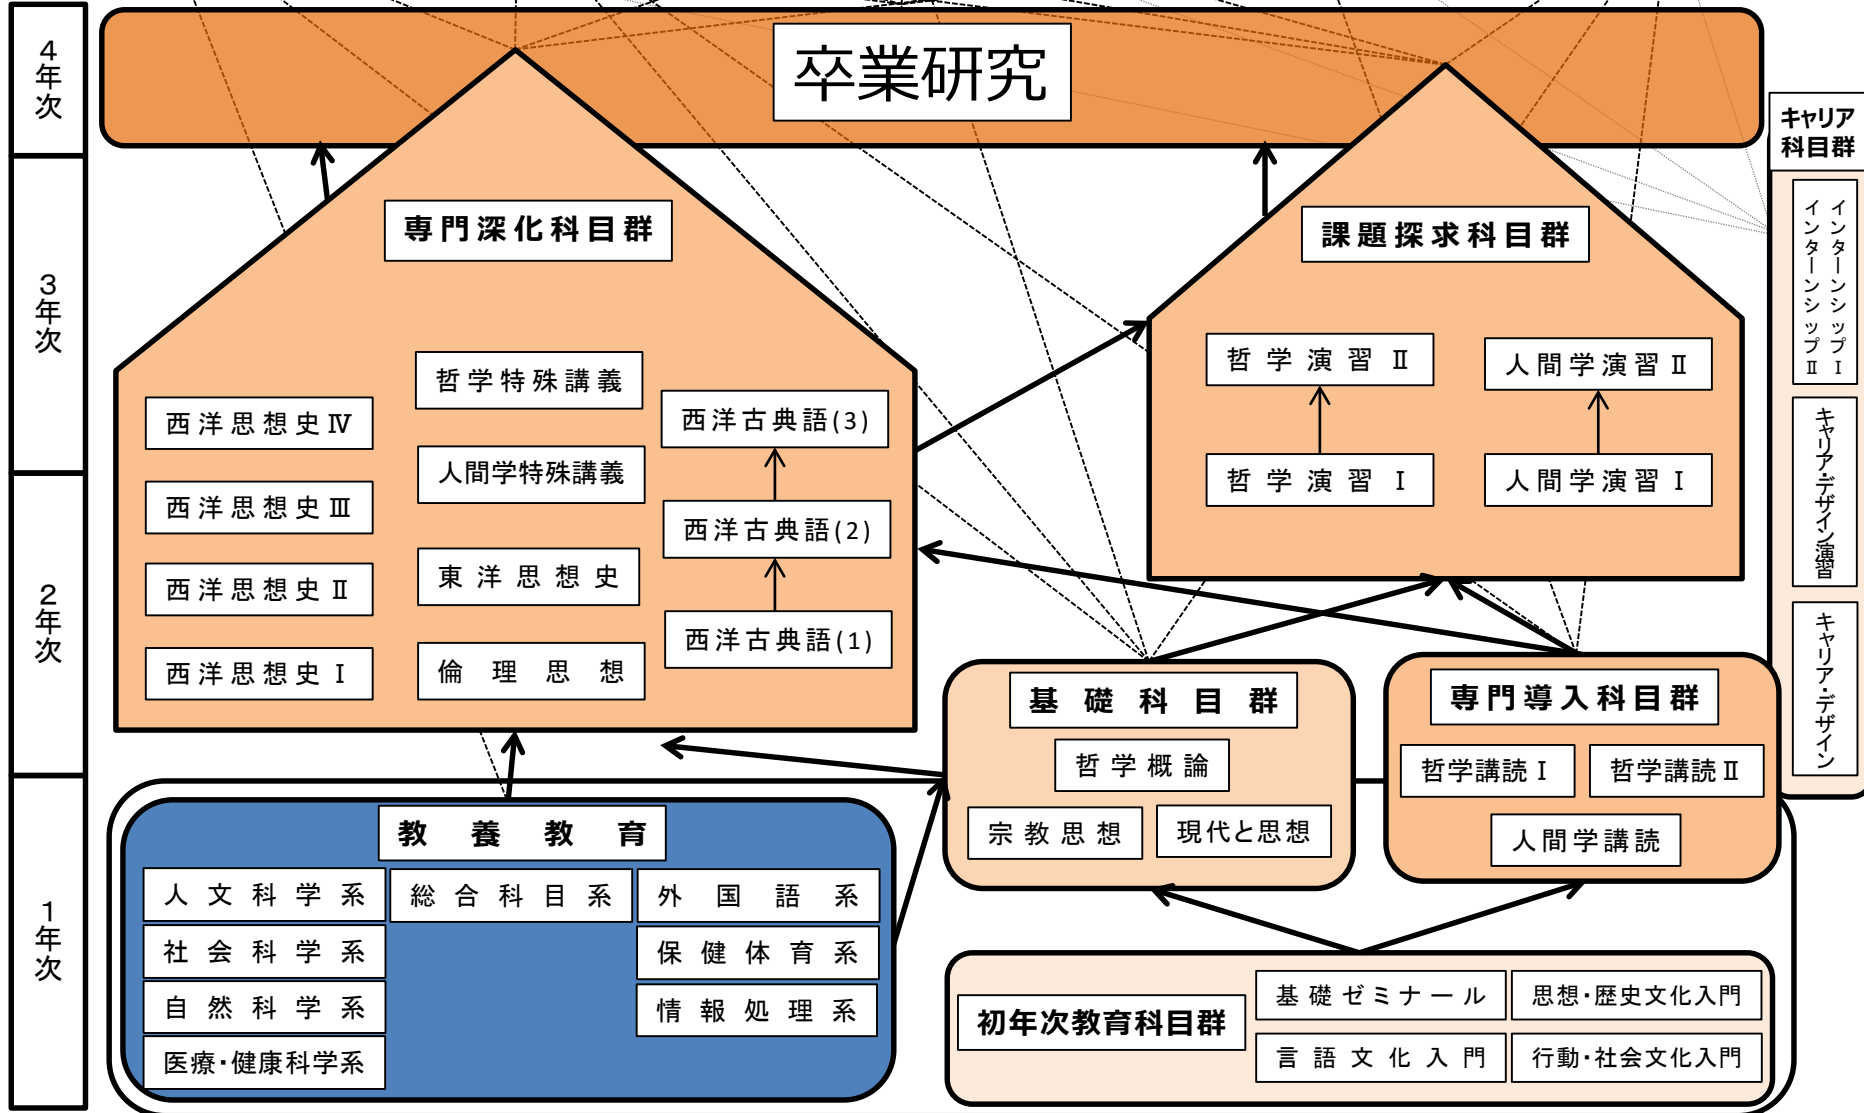 4年次
卒業研究
キャリア
科目群
3年次
専門深化科目群
課題探求科目群
インターンシップⅠ
インターンシップⅡ
哲学特殊講義
哲学演習Ⅱ
人間学演習Ⅱ
西洋思想史Ⅳ
西洋古典語(3)
キャリア・デザイン演習
人間学特殊講義
哲学演習Ⅰ
人間学演習Ⅰ
2年次
西洋思想史Ⅲ
西洋古典語(2)
西洋思想史Ⅱ
東洋思想史
西洋古典語(1)
西洋思想史Ⅰ
倫理思想
キャリア・デザイン
基礎科目群
専門導入科目群
哲学概論
哲学講読Ⅰ
哲学講読Ⅱ
宗教思想
現代と思想
人間学講読
1年次
教養教育
人文科学系
総合科目系
外国語系
社会科学系
保健体育系
自然科学系
情報処理系
医療・健康科学系
初年次教育科目群
基礎ゼミナール
思想・歴史文化入門
言語文化入門
行動・社会文化入門